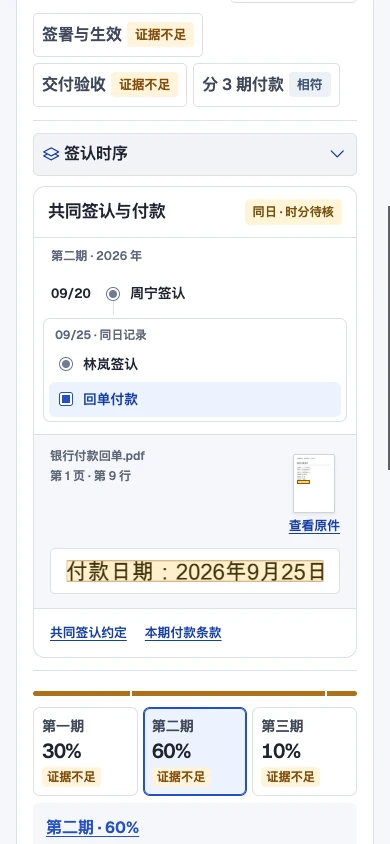 签署与生效 证据不足
交付验收 证据不足 分 3 期付款 相符
签认时序
共同签认与付款 同日 · 时分待核
第二期 · 2026 年
09/20 周宁签认
09/25 · 同日记录
林岚签认
回单付款
银行付款回单.pdf
第 1 页 · 第 9 行
查看原件
付款日期：2026年9月25日
共同签认约定 本期付款条款
第一期 第二期 第三期
30% 60% 10%
证据不足 证据不足 证据不足
第二期 · 60%